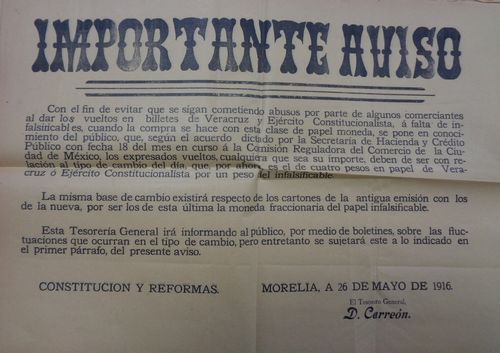 IMPORTANTE AVISO
Con el fin de evitar que se sigan cometiendo abusos por parte de algunos comerciantes
al dar los vueltos en billetes de Veracruz y Ejército Constitucionalista, á falta de in-
falsificables, cuando la compra se hace con esta clase de papel moneda, se pone en conoci-
miento del público, que, según el acuerdo dictado por la Secretaria de Hacienda y Crédito
Público con fecha 18 del mes en curso á la Comisión Reguladora del Comercio de la Ciu-
dad de México, los expresados vueltos, cualquiera que sea su importe, deben de ser con re-
lación al tipo de cambio del día, que, por ahora es el de cuatro pesos en papel de Vera-
cruz ó Ejército Constitucionalista por un peso del infalsificable
La misma base de cambio existirá respecto de los cartones de la antigua emisión con los
de la nueva, por ser los de esta última la moneda fraccionaria del papel infalsificable.
Esta Tesorería General irá informando al público, por medio de boletines, sobre las fluc-
tuaciones que ocurran en el tipo de cambio, pero entretanto se sujetará este a lo indicado en
el primer párrafo, del presente aviso.
CONSTITUCION Y REFORMAS. MORELIA, A 26 DE MAYO DE 1916.
El Tesorero General,
D. Carreón.